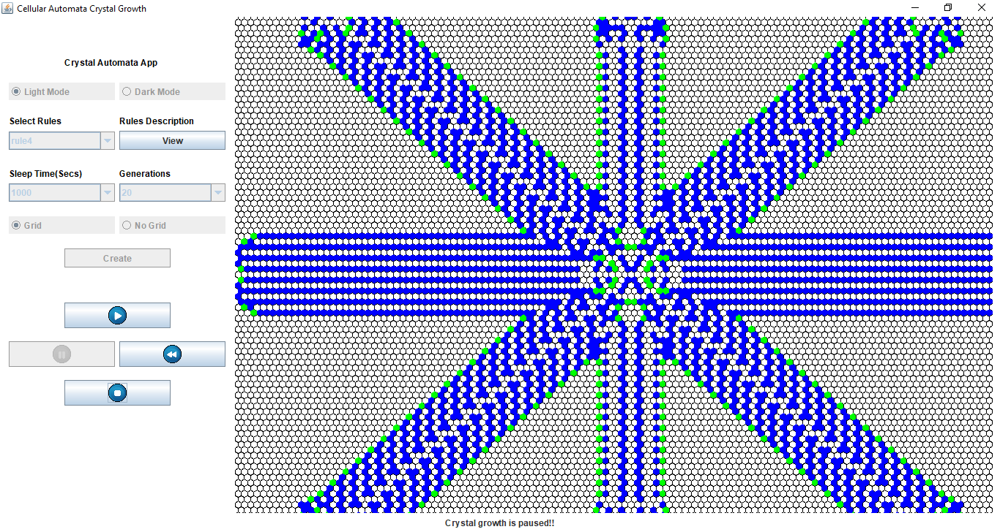 Cellular Automata Crystal Growth
Crystal Automata App
Light Mode Dark Mode
Select Rules Rules Description
rule4 View
Sleep Time(Secs) Generations
1000 20
Grid No Grid
Create
Crystal growth is paused!!